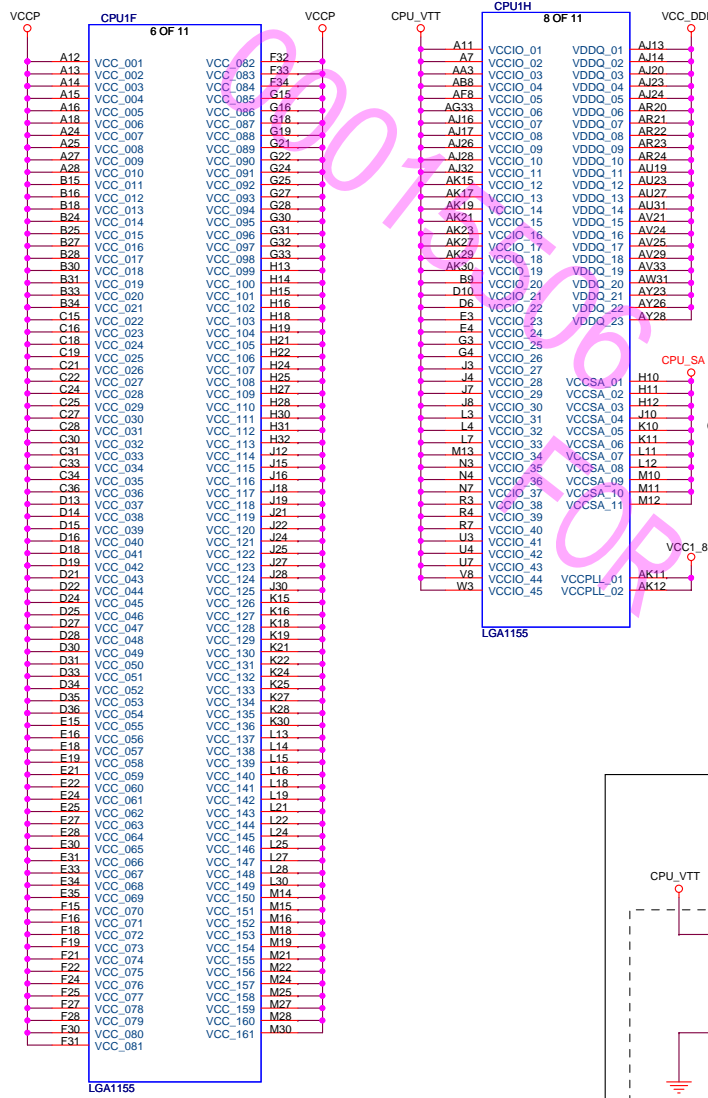 VCCP CPU1F VCCP
6 OF 11
A12 VCC_001 VCC_082 F32
A13 VCC_002 VCC_083 F33
A14 VCC_003 VCC_084 F34
A15 VCC_004 VCC_085 G15
A16 VCC_005 VCC_086 G16
A18 VCC_006 VCC_087 G18
A24 VCC_007 VCC_088 G19
A25 VCC_008 VCC_089 G21
A27 VCC_009 VCC_090 G22
A28 VCC_010 VCC_091 G24
B15 VCC_011 VCC_092 G25
B16 VCC_012 VCC_093 G27
B18 VCC_013 VCC_094 G28
B24 VCC_014 VCC_095 G30
B25 VCC_015 VCC_096 G31
B27 VCC_016 VCC_097 G32
B28 VCC_017 VCC_098 G33
B30 VCC_018 VCC_099 H13
B31 VCC_019 VCC_100 H14
B33 VCC_020 VCC_101 H15
B34 VCC_021 VCC_102 H16
C15 VCC_022 VCC_103 H18
C16 VCC_023 VCC_104 H19
C18 VCC_024 VCC_105 H21
C19 VCC_025 VCC_106 H22
C21 VCC_026 VCC_107 H24
C22 VCC_027 VCC_108 H25
C24 VCC_028 VCC_109 H27
C25 VCC_029 VCC_110 H28
C27 VCC_030 VCC_111 H30
C28 VCC_031 VCC_112 H31
C30 VCC_032 VCC_113 H32
C31 VCC_033 VCC_114 J12
C33 VCC_034 VCC_115 J15
C34 VCC_035 VCC_116 J16
C36 VCC_036 VCC_117 J18
D13 VCC_037 VCC_118 J19
D14 VCC_038 VCC_119 J21
D15 VCC_039 VCC_120 J22
D16 VCC_040 VCC_121 J24
D18 VCC_041 VCC_122 J25
D19 VCC_042 VCC_123 J27
D21 VCC_043 VCC_124 J28
D22 VCC_044 VCC_125 J30
D24 VCC_045 VCC_126 K15
D25 VCC_046 VCC_127 K16
D27 VCC_047 VCC_128 K18
D28 VCC_048 VCC_129 K19
D30 VCC_049 VCC_130 K21
D31 VCC_050 VCC_131 K22
D33 VCC_051 VCC_132 K24
D34 VCC_052 VCC_133 K25
D35 VCC_053 VCC_134 K27
D36 VCC_054 VCC_135 K28
E15 VCC_055 VCC_136 K30
E16 VCC_056 VCC_137 L13
E18 VCC_057 VCC_138 L14
E19 VCC_058 VCC_139 L15
E21 VCC_059 VCC_140 L16
E22 VCC_060 VCC_141 L18
E24 VCC_061 VCC_142 L19
E25 VCC_062 VCC_143 L21
E27 VCC_063 VCC_144 L22
E28 VCC_064 VCC_145 L24
E30 VCC_065 VCC_146 L25
E31 VCC_066 VCC_147 L27
E33 VCC_067 VCC_148 L28
E34 VCC_068 VCC_149 L30
E35 VCC_069 VCC_150 M14
F15 VCC_070 VCC_151 M15
F16 VCC_071 VCC_152 M16
F18 VCC_072 VCC_153 M18
F19 VCC_073 VCC_154 M19
F21 VCC_074 VCC_155 M21
F22 VCC_075 VCC_156 M22
F24 VCC_076 VCC_157 M24
F25 VCC_077 VCC_158 M25
F27 VCC_078 VCC_159 M27
F28 VCC_079 VCC_160 M28
F30 VCC_080 VCC_161 M30
F31 VCC_081
LGA1155
CPU_VTT CPU1H VCC_DD
8 OF 11
A11 VCCIO_01 VDDQ_01 AJ13
A7 VCCIO_02 VDDQ_02 AJ14
AA3 VCCIO_03 VDDQ_03 AJ20
AB8 VCCIO_04 VDDQ_04 AJ23
AF8 VCCIO_05 VDDQ_05 AJ24
AG33 VCCIO_06 VDDQ_06 AR20
AJ16 VCCIO_07 VDDQ_07 AR21
AJ17 VCCIO_08 VDDQ_08 AR22
AJ26 VCCIO_09 VDDQ_09 AR23
AJ28 VCCIO_10 VDDQ_10 AR24
AJ32 VCCIO_11 VDDQ_11 AU19
AK15 VCCIO_12 VDDQ_12 AU23
AK17 VCCIO_13 VDDQ_13 AU27
AK19 VCCIO_14 VDDQ_14 AU31
AK21 VCCIO_15 VDDQ_15 AV21
AK23 VCCIO_16 VDDQ_16 AV24
AK27 VCCIO_17 VDDQ_17 AV25
AK29 VCCIO_18 VDDQ_18 AV29
AK30 VCCIO_19 VDDQ_19 AV33
B9 VCCIO_20 VDDQ_20 AW31
D10 VCCIO_21 VDDQ_21 AY23
D6 VCCIO_22 VDDQ_22 AY26
E3 VCCIO_23 VDDQ_23 AY28
E4 VCCIO_24
G3 VCCIO_25
G4 VCCIO_26 CPU_SA
J3 VCCIO_27
J4 VCCIO_28 VCCSA_01 H10
J7 VCCIO_29 VCCSA_02 H11
J8 VCCIO_30 VCCSA_03 H12
L3 VCCIO_31 VCCSA_04 J10
L4 VCCIO_32 VCCSA_05 K10
L7 VCCIO_33 VCCSA_06 K11
M13 VCCIO_34 VCCSA_07 L11
N3 VCCIO_35 VCCSA_08 L12
N4 VCCIO_36 VCCSA_09 M10
N7 VCCIO_37 VCCSA_10 M11
R3 VCCIO_38 VCCSA_11 M12
R4 VCCIO_39
R7 VCCIO_40
U3 VCCIO_41
U4 VCCIO_42 VCC1_8
U7 VCCIO_43
V8 VCCIO_44 VCCPLL_01 AK11
W3 VCCIO_45 VCCPLL_02 AK12
LGA1155
CPU_VTT
00015506
FOR